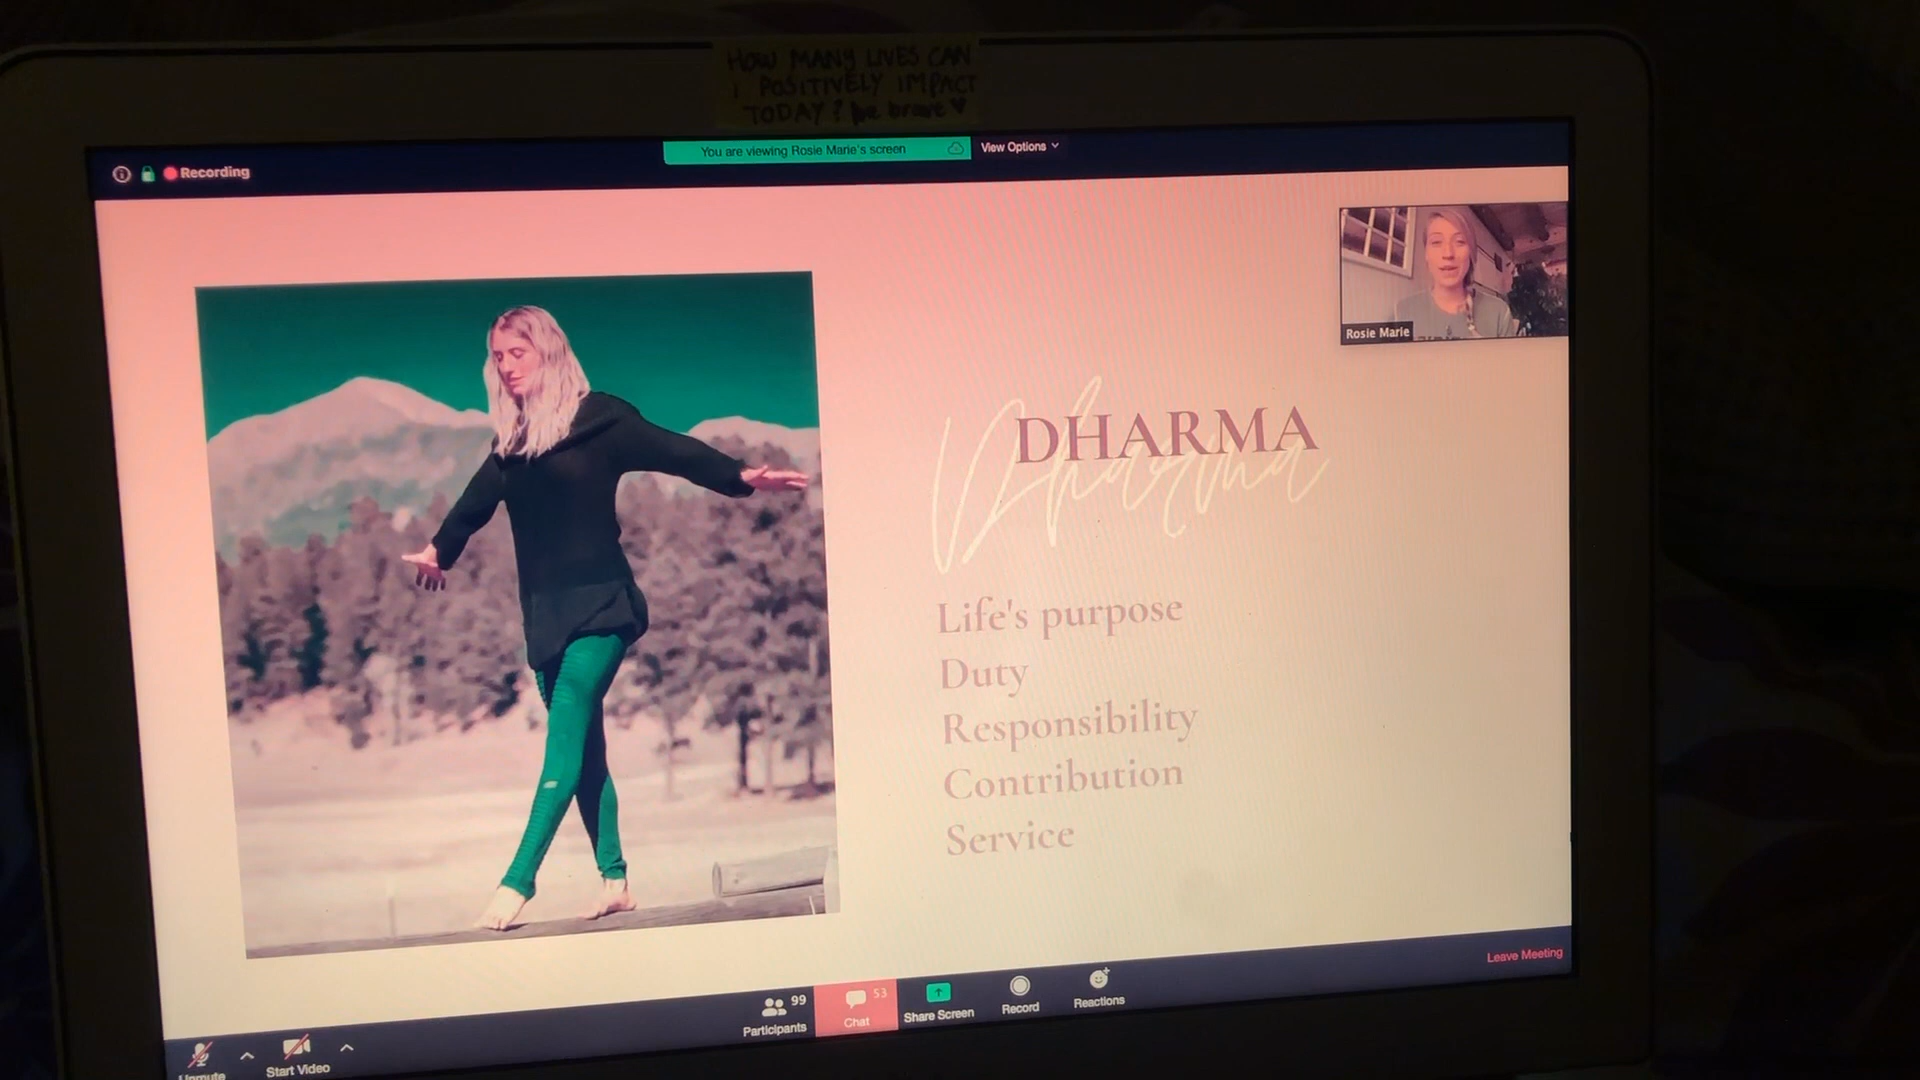 HOW MANY LIVES CAN
I POSITIVELY IMPACT
TODAY? be brave ♥
You are viewing Rosie Marie's screen
View Options
Recording
Rosie Marie
DHARMA
Dharma
Life's purpose
Duty
Responsibility
Contribution
Service
Leave Meeting
99
53
Participants
Chat
Share Screen
Record
Reactions
Unmute
Start Video